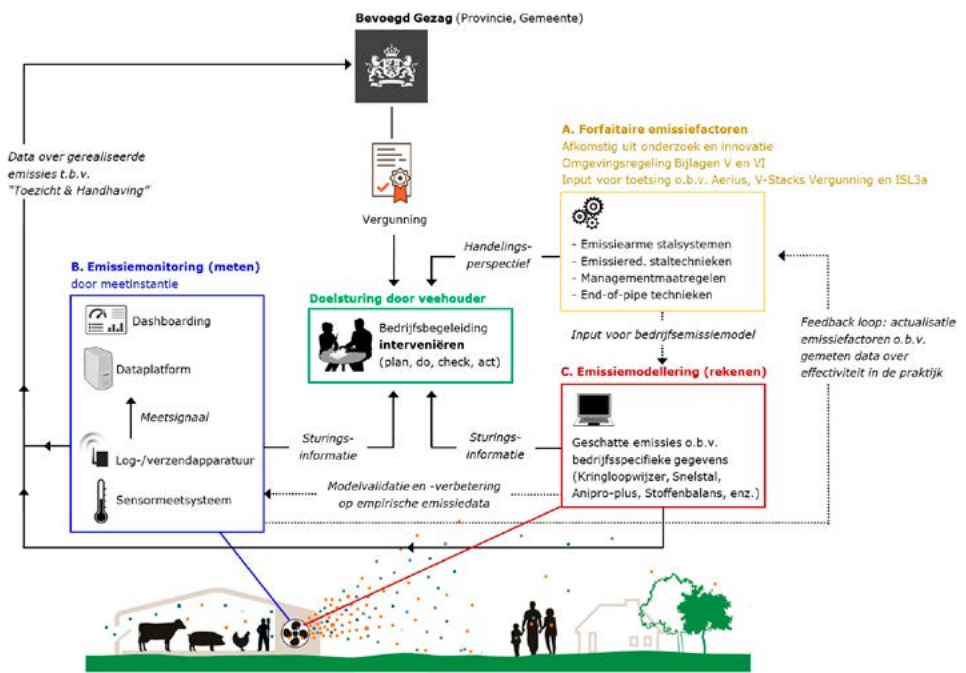 Bevoegd Gezag (Provincie, Gemeente)
Data over gerealiseerde
emissies t.b.v.
"Toezicht & Handhaving"
Vergunning
A. Forfaitaire emissiefactoren
Afkomstig uit onderzoek en innovatie
Omgevingsregeling Bijlagen V en VI
Input voor toetsing o.b.v. Aerius, V-Stacks Vergunning en ISL3a
- Emissiearme stalsystemen
- Emissiered. staltechnieken
- Managementmaatregelen
- End-of-pipe technieken
Handelings-
perspectief
B. Emissiemonitoring (meten)
door meetinstantie
Dashboarding
Dataplatform
Meetsignaal
Log-/verzendapparatuur
Sensormeetsysteem
Doelsturing door veehouder
Bedrijfsbegeleiding
interveniëren
(plan, do, check, act)
Input voor bedrijfsemissiemodel
Feedback loop: actualisatie
emissiefactoren o.b.v.
gemeten data over
effectiviteit in de praktijk
C. Emissiemodellering (rekenen)
Geschatte emissies o.b.v.
bedrijfsspecifieke gegevens
(Kringloopwijzer, Snelstal,
Anipro-plus, Stoffenbalans, enz.)
Sturings-
informatie
Sturings-
informatie
Modelvalidatie en -verbetering
op empirische emissiedata